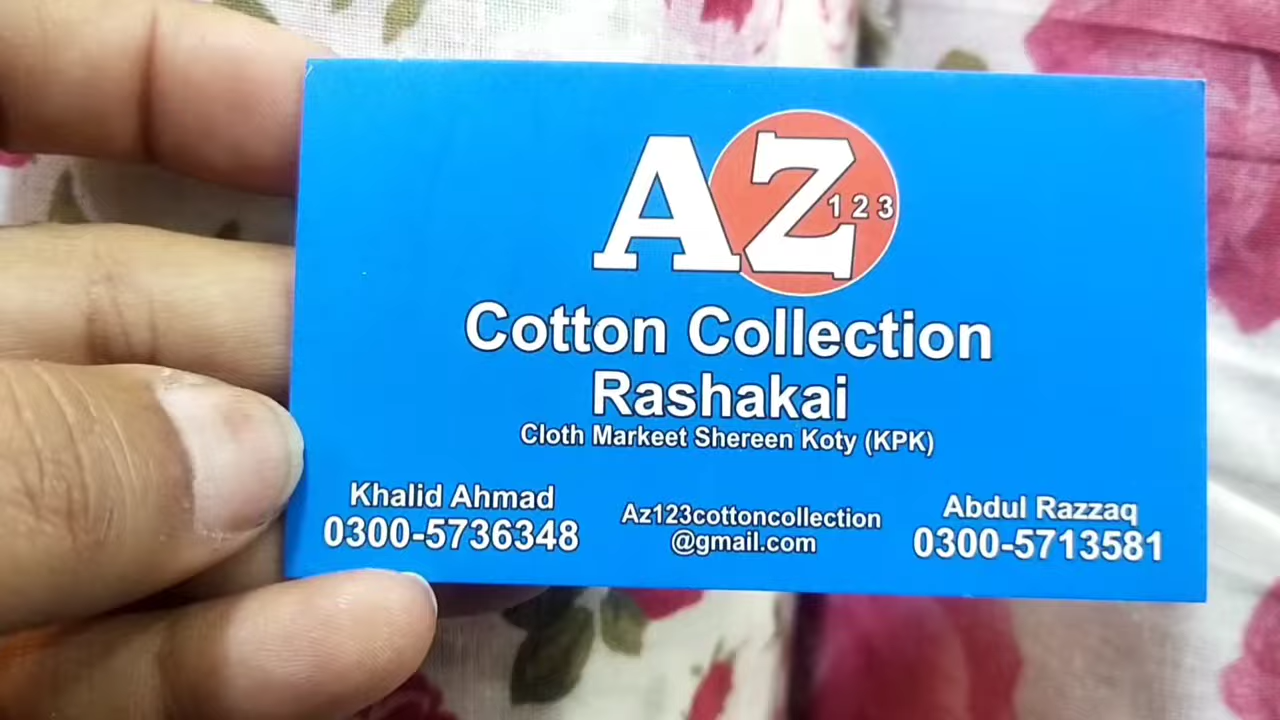 AZ 123
Cotton Collection
Rashakai
Cloth Markeet Shereen Koty (KPK)
Khalid Ahmad
0300-5736348
Az123cottoncollection
@gmail.com
Abdul Razzaq
0300-5713581